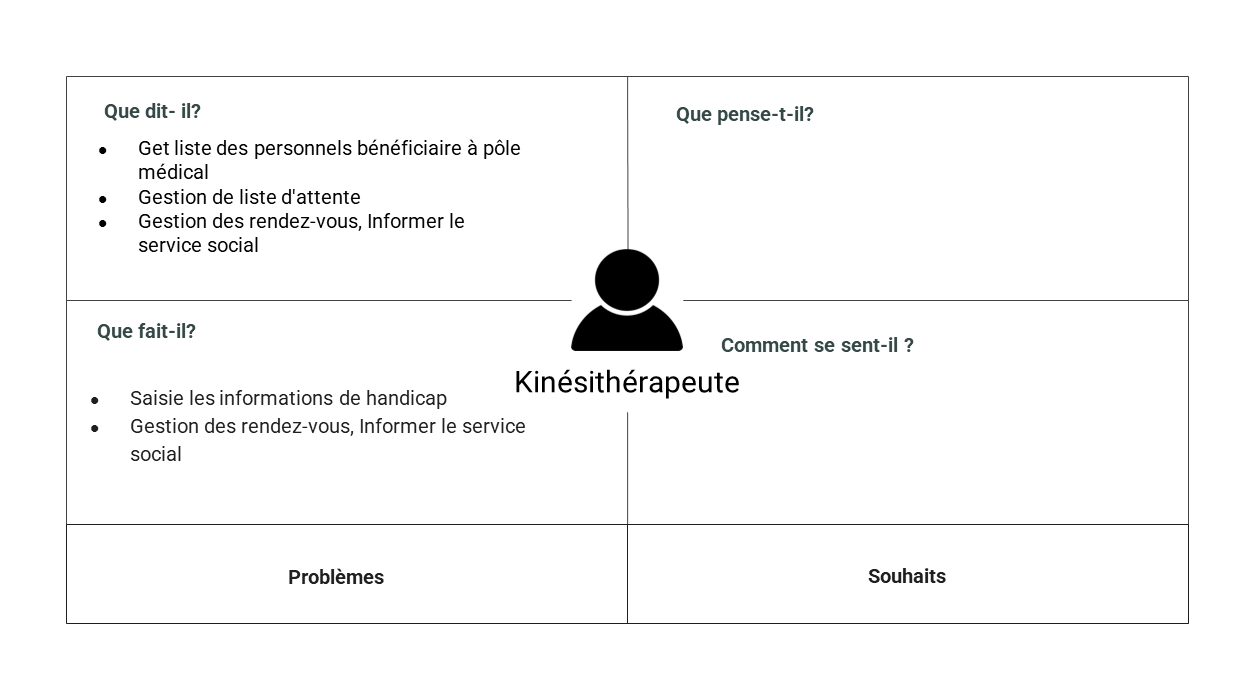 Que dit- il?
Get liste des personnels bénéficiaire à pôle
médical
Gestion de liste d'attente
Gestion des rendez-vous, Informer le
service social
Que pense-t-il?
Que fait-il?
Saisie les informations de handicap
Gestion des rendez-vous, Informer le service
social
Kinésithérapeute
Comment se sent-il ?
Problèmes
Souhaits